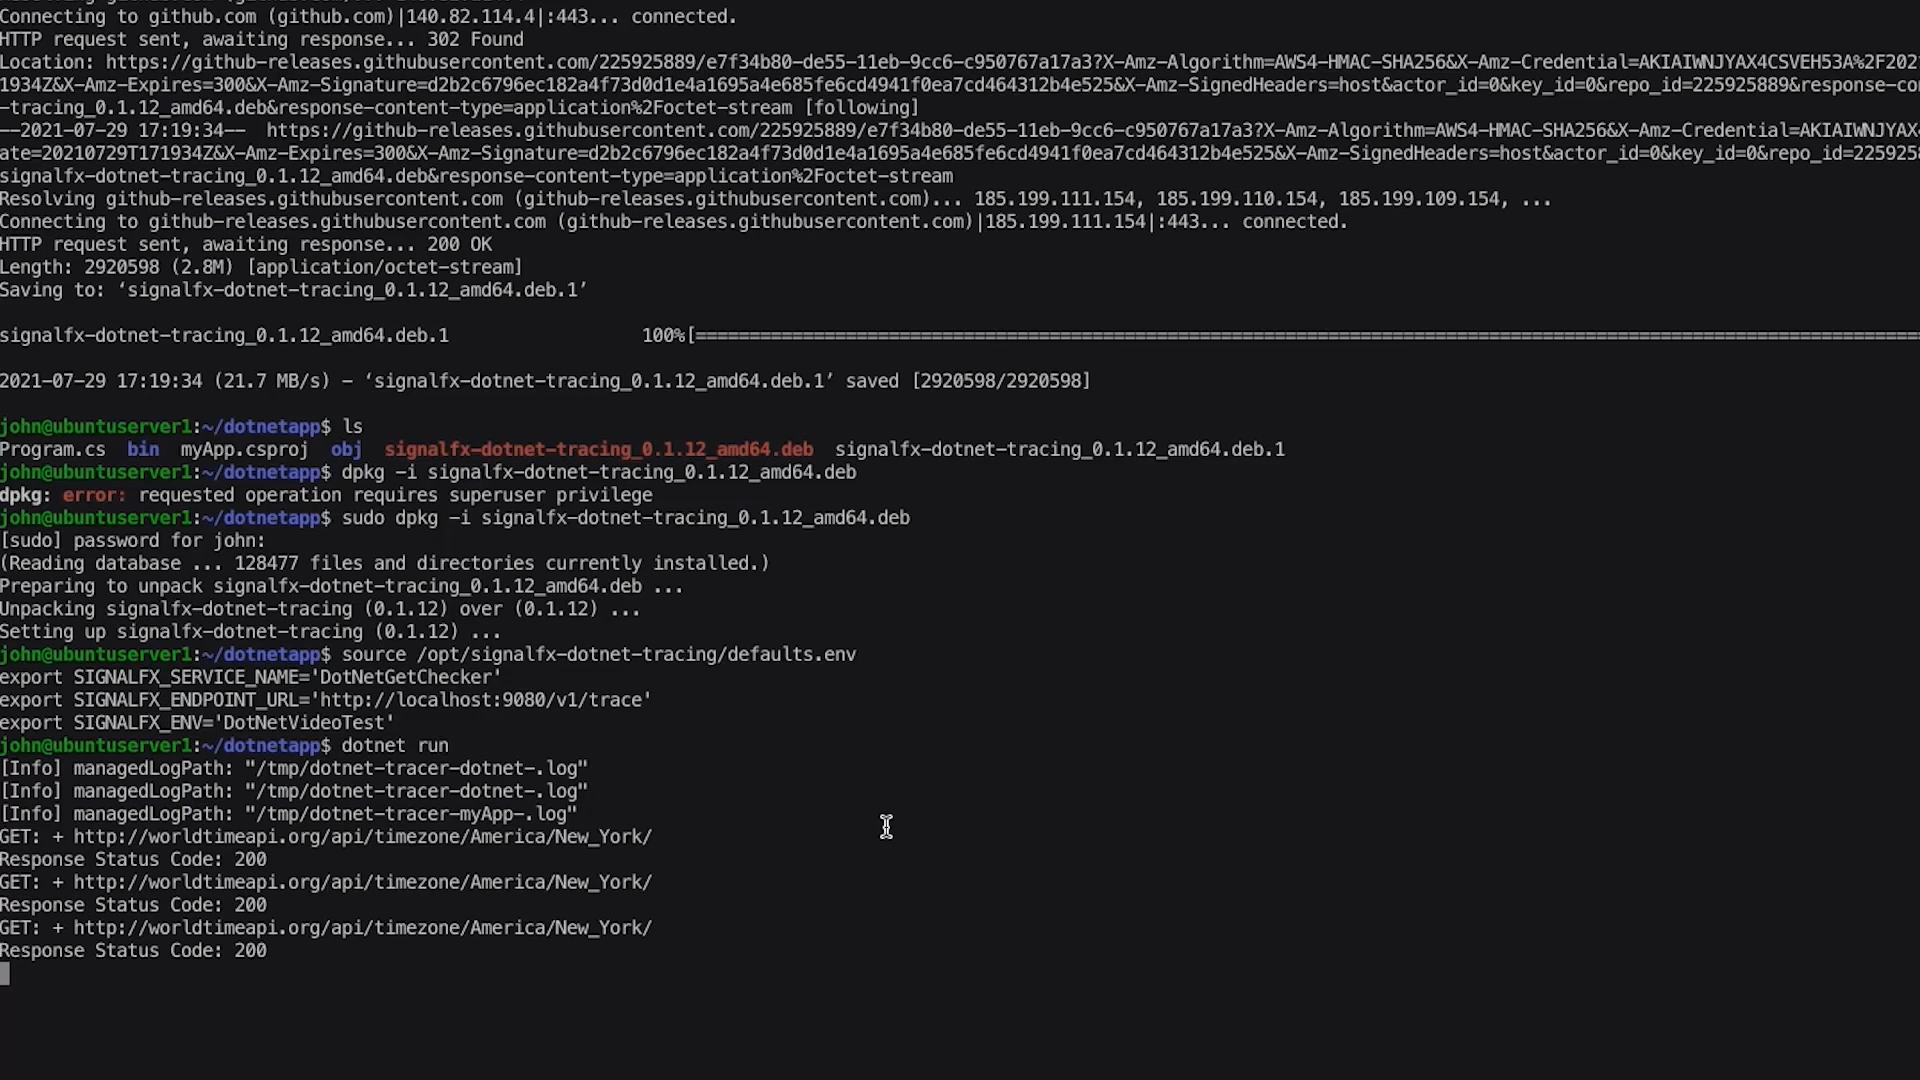 Connecting to github.com (github.com)|140.82.114.4|:443... connected.
HTTP request sent, awaiting response... 302 Found
Location: https://github-releases.githubusercontent.com/225925889/e7f34b80-de55-11eb-9cc6-c950767a17a3?X-Amz-Algorithm=AWS4-HMAC-SHA256&X-Amz-Credential=AKIAIWNJYAX4CSVEH53A%2F202
1934Z&X-Amz-Expires=300&X-Amz-Signature=d2b2c6796ec182a4f73d0d1e4a1695a4e685fe6cd4941f0ea7cd464312b4e525&X-Amz-SignedHeaders=host&actor_id=0&key_id=0&repo_id=225925889&response-co
-tracing_0.1.12_amd64.deb&response-content-type=application%2Foctet-stream [following]
--2021-07-29 17:19:34--  https://github-releases.githubusercontent.com/225925889/e7f34b80-de55-11eb-9cc6-c950767a17a3?X-Amz-Algorithm=AWS4-HMAC-SHA256&X-Amz-Credential=AKIAIWNJYAX
ate=20210729T171934Z&X-Amz-Expires=300&X-Amz-Signature=d2b2c6796ec182a4f73d0d1e4a1695a4e685fe6cd4941f0ea7cd464312b4e525&X-Amz-SignedHeaders=host&actor_id=0&key_id=0&repo_id=22592
signalfx-dotnet-tracing_0.1.12_amd64.deb&response-content-type=application%2Foctet-stream
Resolving github-releases.githubusercontent.com (github-releases.githubusercontent.com)... 185.199.111.154, 185.199.110.154, 185.199.109.154, ...
Connecting to github-releases.githubusercontent.com (github-releases.githubusercontent.com)|185.199.111.154|:443... connected.
HTTP request sent, awaiting response... 200 OK
Length: 2920598 (2.8M) [application/octet-stream]
Saving to: ‘signalfx-dotnet-tracing_0.1.12_amd64.deb.1’
signalfx-dotnet-tracing_0.1.12_amd64.deb.1 100%[==================================================================================================================>
2021-07-29 17:19:34 (21.7 MB/s) - ‘signalfx-dotnet-tracing_0.1.12_amd64.deb.1’ saved [2920598/2920598]
john@ubuntuserver1:~/dotnetapp$ ls
Program.cs  bin  myApp.csproj  obj  signalfx-dotnet-tracing_0.1.12_amd64.deb  signalfx-dotnet-tracing_0.1.12_amd64.deb.1
john@ubuntuserver1:~/dotnetapp$ dpkg -i signalfx-dotnet-tracing_0.1.12_amd64.deb
dpkg: error: requested operation requires superuser privilege
john@ubuntuserver1:~/dotnetapp$ sudo dpkg -i signalfx-dotnet-tracing_0.1.12_amd64.deb
[sudo] password for john:
(Reading database ... 128477 files and directories currently installed.)
Preparing to unpack signalfx-dotnet-tracing_0.1.12_amd64.deb ...
Unpacking signalfx-dotnet-tracing (0.1.12) over (0.1.12) ...
Setting up signalfx-dotnet-tracing (0.1.12) ...
john@ubuntuserver1:~/dotnetapp$ source /opt/signalfx-dotnet-tracing/defaults.env
export SIGNALFX_SERVICE_NAME='DotNetGetChecker'
export SIGNALFX_ENDPOINT_URL='http://localhost:9080/v1/trace'
export SIGNALFX_ENV='DotNetVideoTest'
john@ubuntuserver1:~/dotnetapp$ dotnet run
[Info] managedLogPath: "/tmp/dotnet-tracer-dotnet-.log"
[Info] managedLogPath: "/tmp/dotnet-tracer-dotnet-.log"
[Info] managedLogPath: "/tmp/dotnet-tracer-myApp-.log"
GET: + http://worldtimeapi.org/api/timezone/America/New_York/
Response Status Code: 200
GET: + http://worldtimeapi.org/api/timezone/America/New_York/
Response Status Code: 200
GET: + http://worldtimeapi.org/api/timezone/America/New_York/
Response Status Code: 200